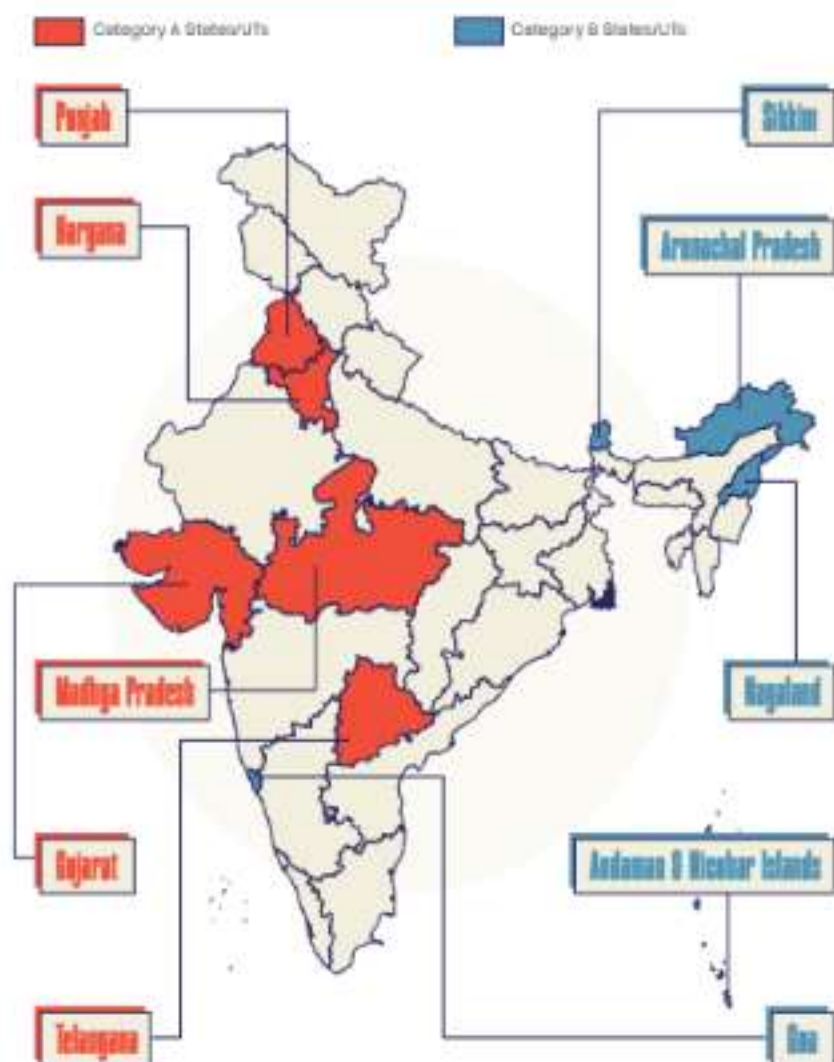 Category A States/UTs
Category B States/UTs
Punjab
Sikkim
Haryana
Arunachal Pradesh
Madhya Pradesh
Nagaland
Gujarat
Andaman & Nicobar Islands
Telangana
Goa